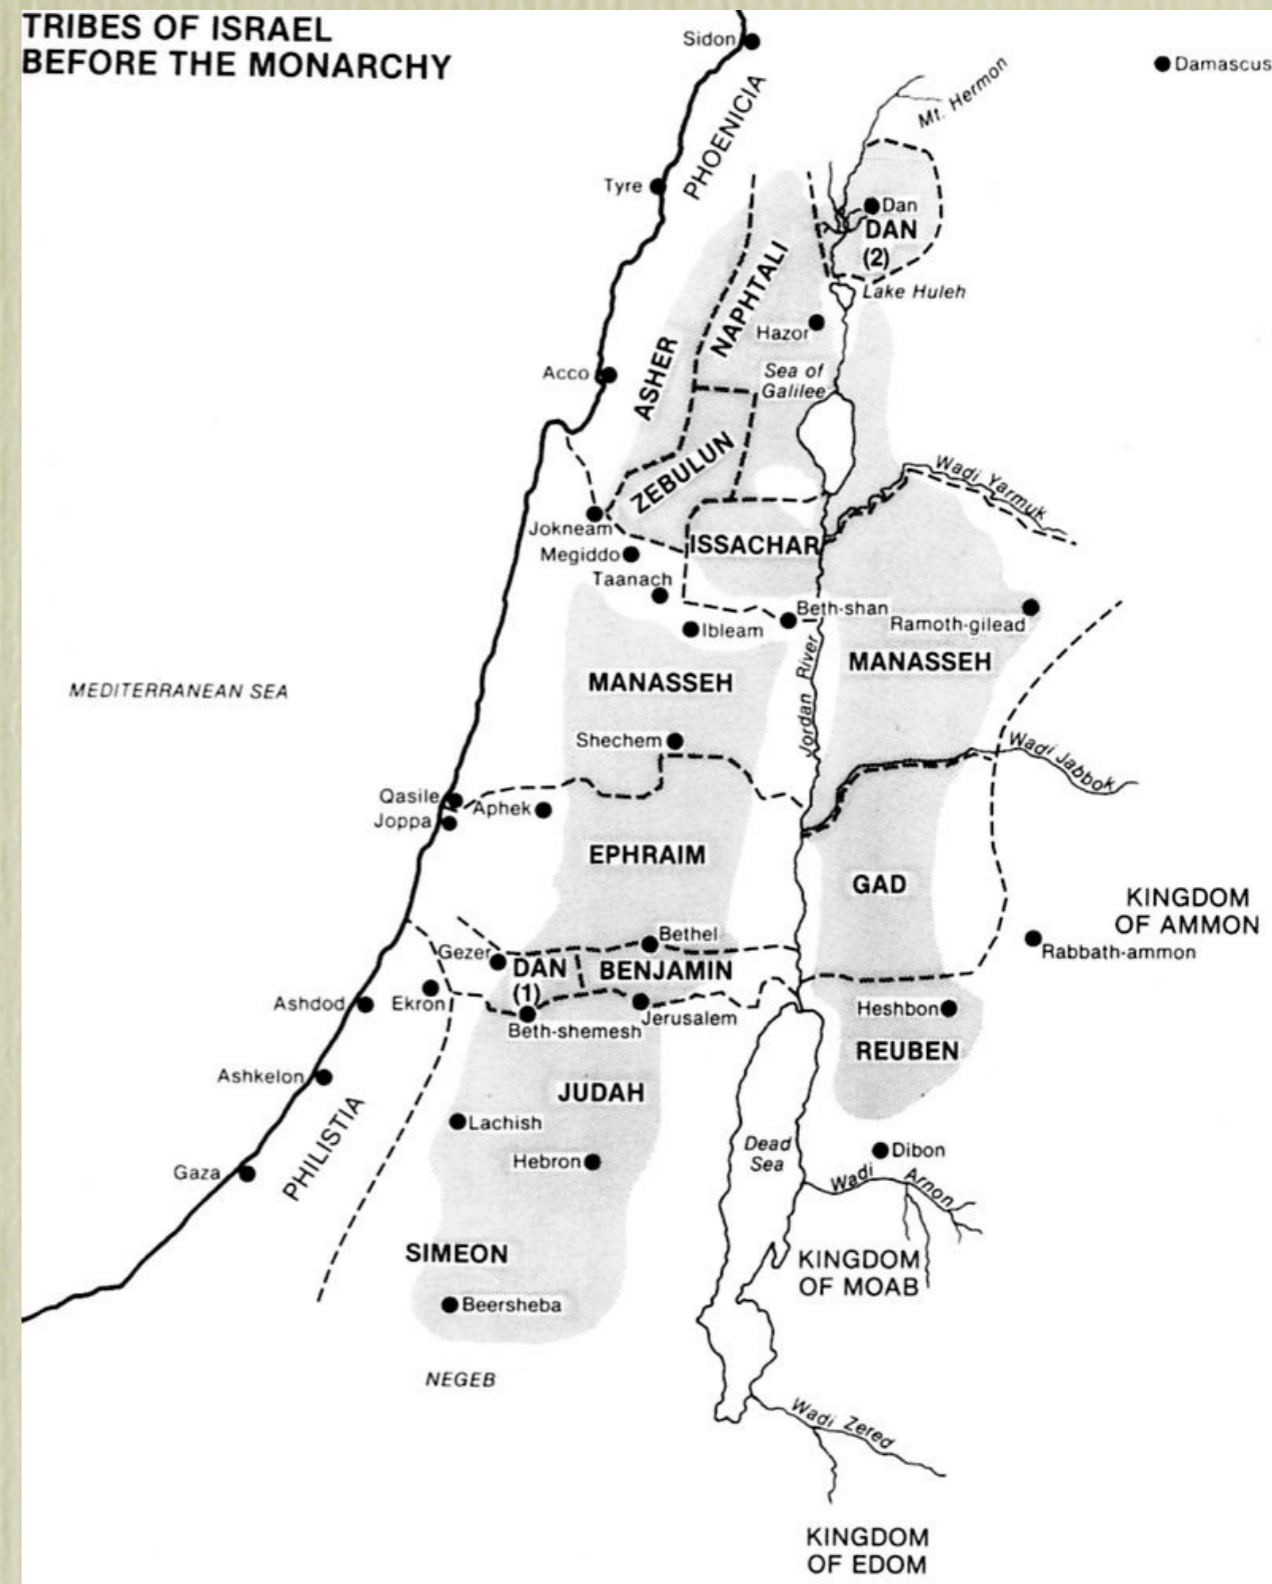 TRIBES OF ISRAEL
BEFORE THE MONARCHY
Sidon
Damascus
PHOENICIA
Mt. Hermon
Tyre
Dan
DAN
(2)
Lake Huleh
NAPHTALI
Hazor
ASHER
Acco
Sea of
Galilee
ZEBULUN
Wadi Yarmuk
Jokneam
ISSACHAR
Megiddo
Taanach
Beth-shan
Ibleam
Ramoth-gilead
Jordan River
MANASSEH
MANASSEH
MEDITERRANEAN SEA
Shechem
Wadi Jabbok
Qasile
Aphek
Joppa
EPHRAIM
GAD
KINGDOM
OF AMMON
Bethel
Gezer
Rabbath-ammon
DAN
(1)
BENJAMIN
Ashdod
Ekron
Heshbon
Jerusalem
Beth-shemesh
REUBEN
Ashkelon
JUDAH
PHILISTIA
Lachish
Dead
Sea
Dibon
Hebron
Gaza
Wadi Arnon
SIMEON
KINGDOM
OF MOAB
Beersheba
NEGEB
Wadi Zered
KINGDOM
OF EDOM